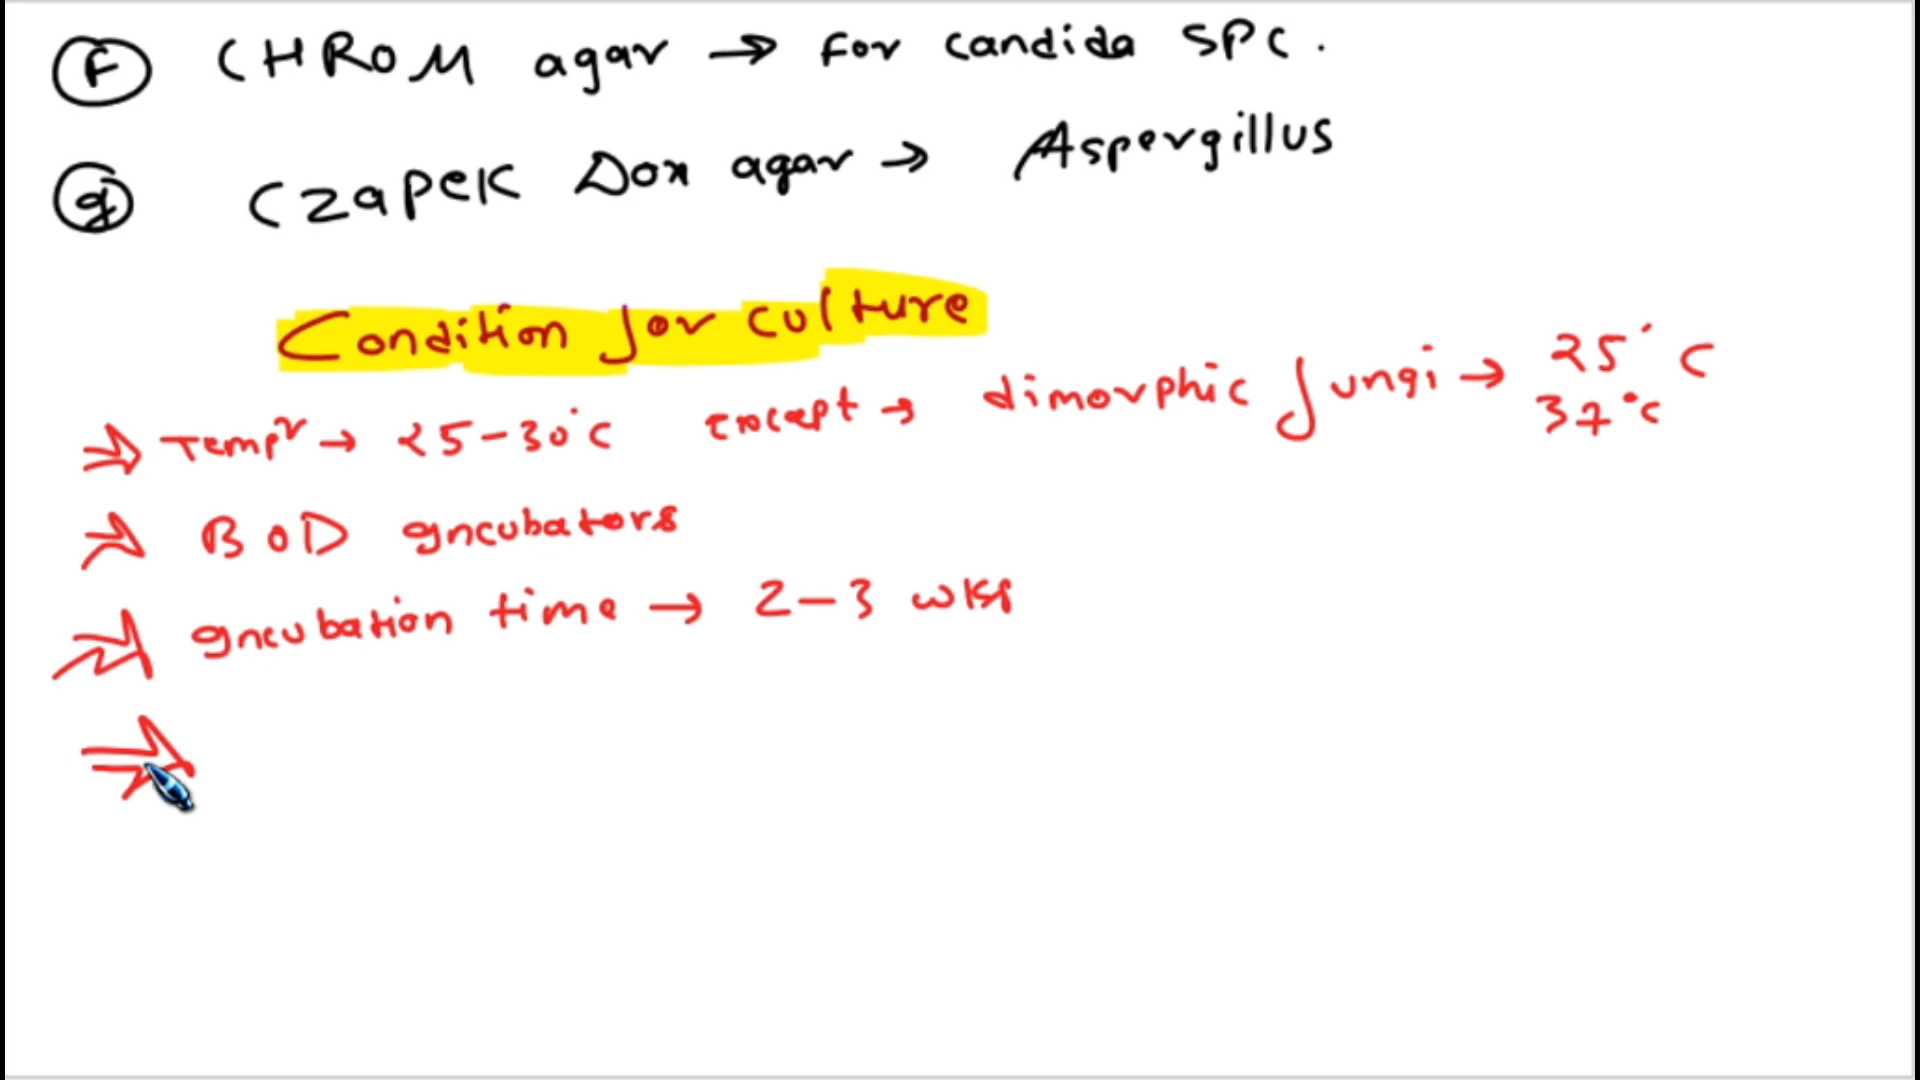 (F) CHROM agar → For candida SPC.
(g) CZAPEK Dox agar → Aspergillus
Condition for culture
⇒ Tempr → 25-30°C except → dimorphic fungi → 25°C
37°C
⇒ BOD Incubators
⇒ Incubation time → 2-3 wks
⇒